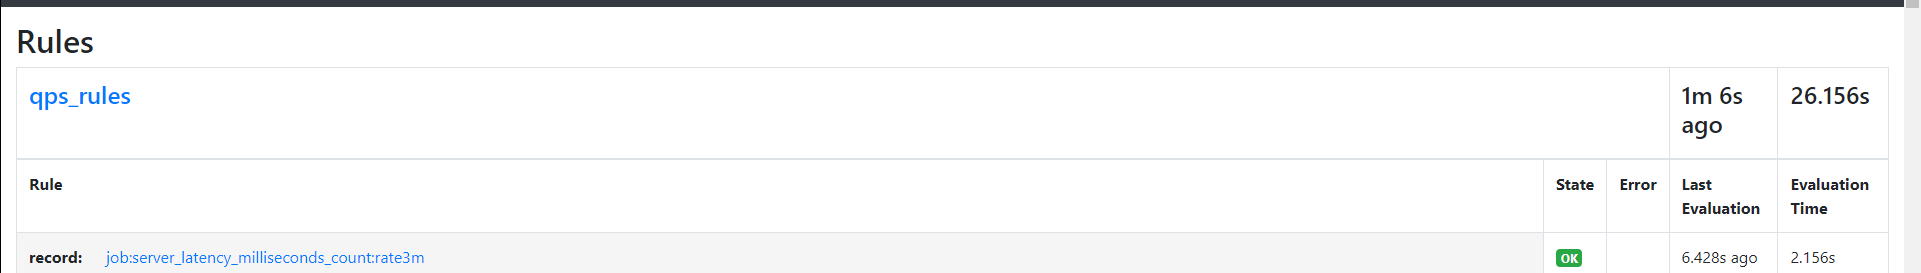 Rules
qps_rules
1m 6s
ago
26.156s
Rule
State
Error
Last
Evaluation
Evaluation
Time
record: job:server_latency_milliseconds_count:rate3m
OK
6.428s ago
2.156s